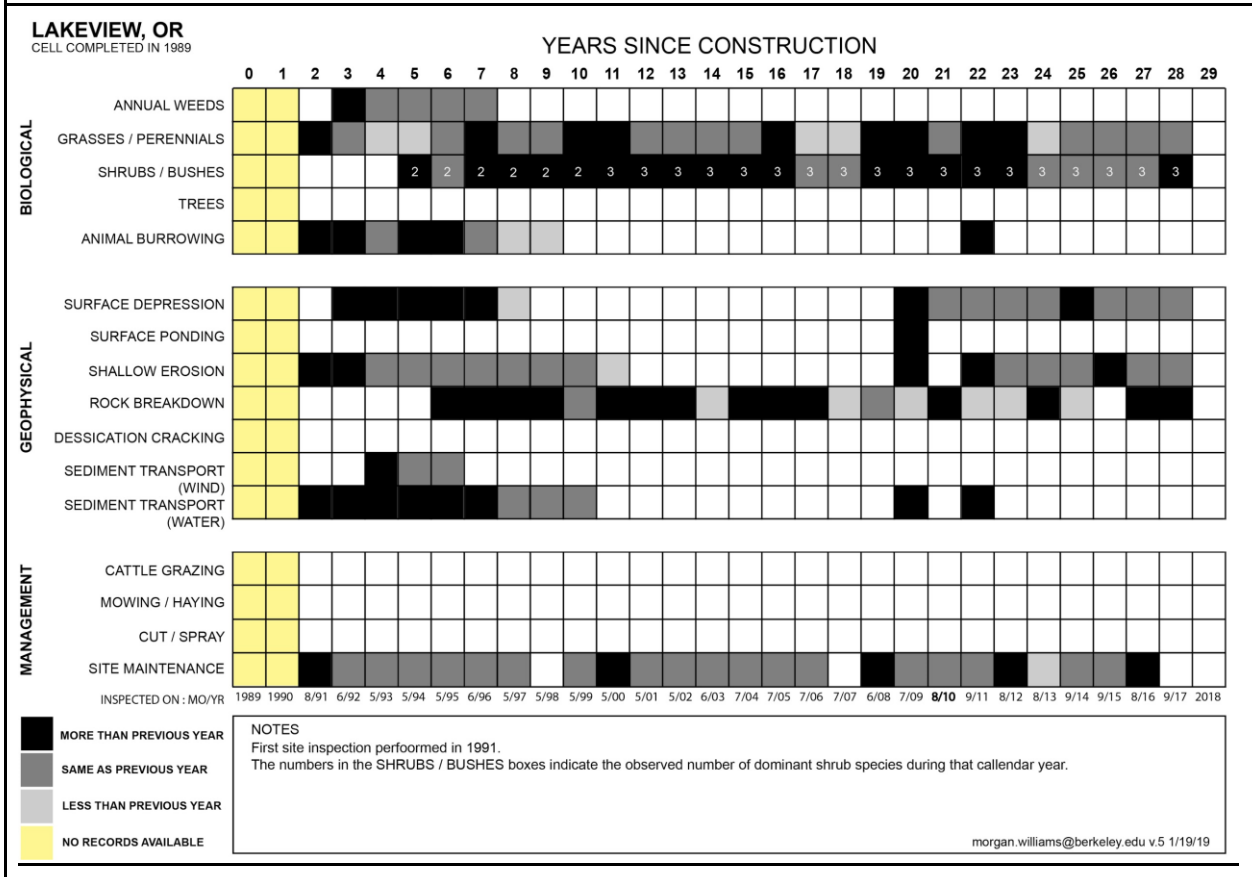 LAKEVIEW, OR
CELL COMPLETED IN 1989
YEARS SINCE CONSTRUCTION
0 1 2 3 4 5 6 7 8 9 10 11 12 13 14 15 16 17 18 19 20 21 22 23 24 25 26 27 28 29
BIOLOGICAL
ANNUAL WEEDS
GRASSES / PERENNIALS
SHRUBS / BUSHES 2 2 2 2 2 2 3 3 3 3 3 3 3 3 3 3 3 3 3 3 3 3 3 3
TREES
ANIMAL BURROWING
GEOPHYSICAL
SURFACE DEPRESSION
SURFACE PONDING
SHALLOW EROSION
ROCK BREAKDOWN
DESSICATION CRACKING
SEDIMENT TRANSPORT
(WIND)
SEDIMENT TRANSPORT
(WATER)
MANAGEMENT
CATTLE GRAZING
MOWING / HAYING
CUT / SPRAY
SITE MAINTENANCE
INSPECTED ON : MO/YR 1989 1990 8/91 6/92 5/93 5/94 5/95 6/96 5/97 5/98 5/99 5/00 5/01 5/02 6/03 7/04 7/05 7/06 7/07 6/08 7/09 8/10 9/11 8/12 8/13 9/14 9/15 8/16 9/17 2018
MORE THAN PREVIOUS YEAR
SAME AS PREVIOUS YEAR
LESS THAN PREVIOUS YEAR
NO RECORDS AVAILABLE
NOTES
First site inspection perfoormed in 1991.
The numbers in the SHRUBS / BUSHES boxes indicate the observed number of dominant shrub species during that callendar year.
morgan.williams@berkeley.edu v.5 1/19/19